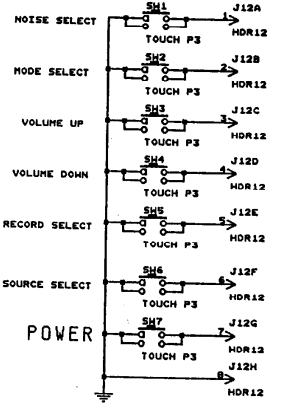 SW1
J12A
NOISE SELECT
1
TOUCH P3
HDR12
SW2
J12B
MODE SELECT
2
TOUCH P3
HDR12
SW3
J12C
VOLUME UP
3
TOUCH P3
HDR12
SW4
J12D
VOLUME DOWN
4
TOUCH P3
HDR12
SW5
J12E
RECORD SELECT
5
TOUCH P3
HDR12
SW6
J12F
SOURCE SELECT
6
TOUCH P3
HDR12
SW7
J12G
POWER
7
TOUCH P3
HDR12
J12H
8
HDR12